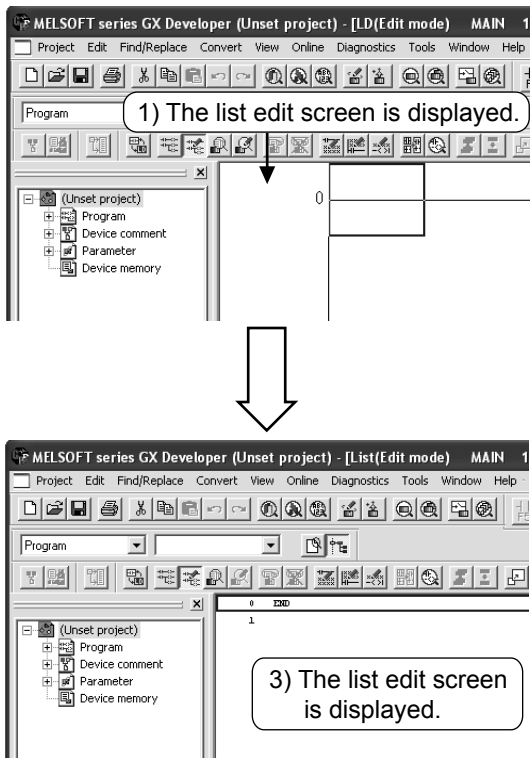 MELSOFT series GX Developer (Unset project) - [LD(Edit mode) MAIN 1
Project Edit Find/Replace Convert View Online Diagnostics Tools Window Help
Program
1) The list edit screen is displayed.
0
(Unset project)
Program
Device comment
Parameter
Device memory
MELSOFT series GX Developer (Unset project) - [List(Edit mode) MAIN 1
Project Edit Find/Replace Convert View Online Diagnostics Tools Window Help
Program
0 END
1
(Unset project)
Program
Device comment
Parameter
Device memory
3) The list edit screen
is displayed.